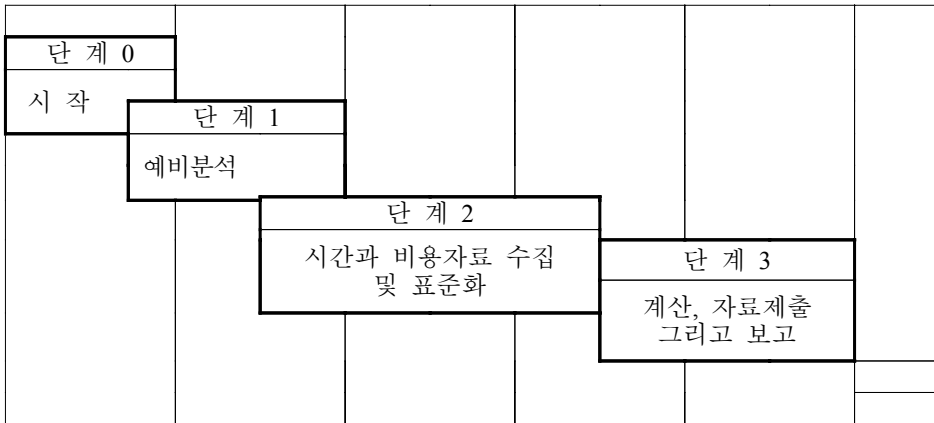 단 계 0
시 작
단 계 1
예비분석
단 계 2
시간과 비용자료 수집
및 표준화
단 계 3
계산, 자료제출
그리고 보고